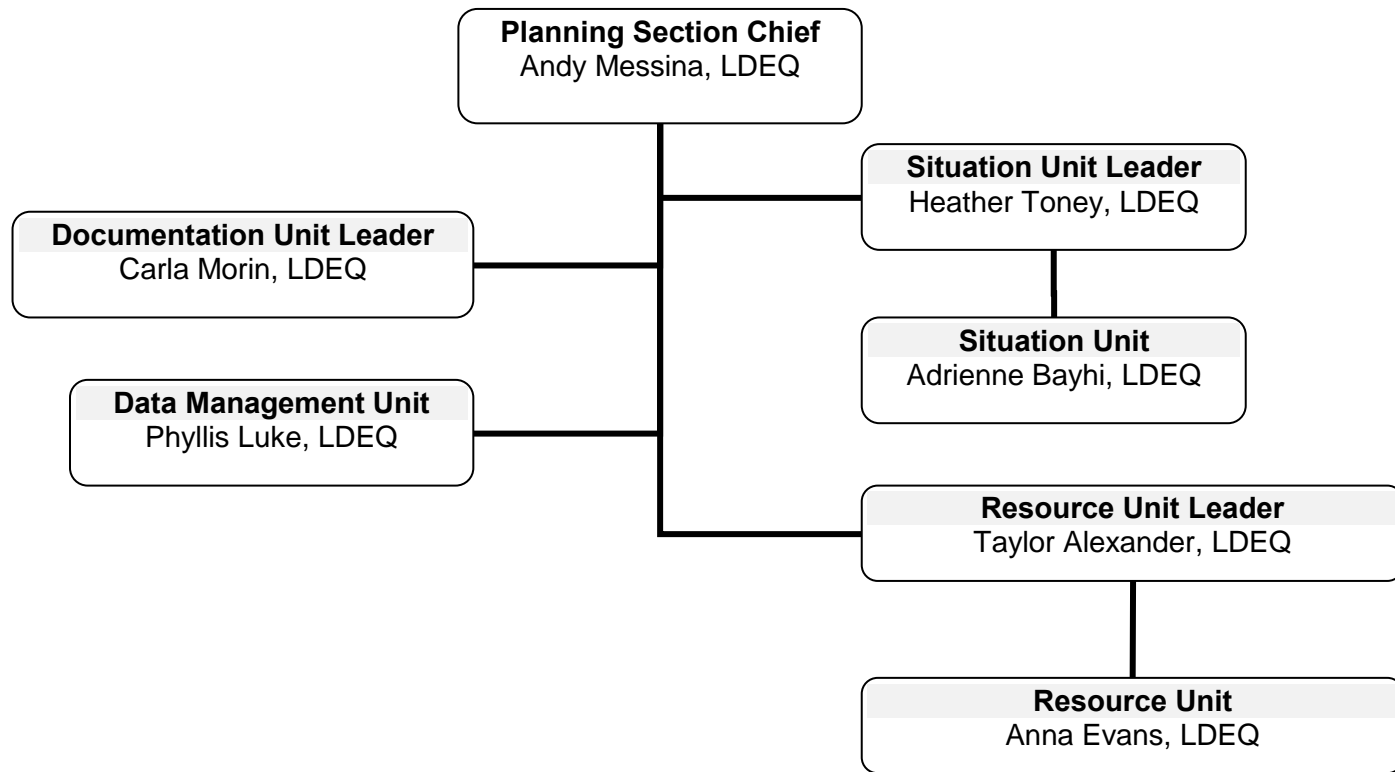 Planning Section Chief
Andy Messina, LDEQ
Situation Unit Leader
Heather Toney, LDEQ
Documentation Unit Leader
Carla Morin, LDEQ
Situation Unit
Adrienne Bayhi, LDEQ
Data Management Unit
Phyllis Luke, LDEQ
Resource Unit Leader
Taylor Alexander, LDEQ
Resource Unit
Anna Evans, LDEQ